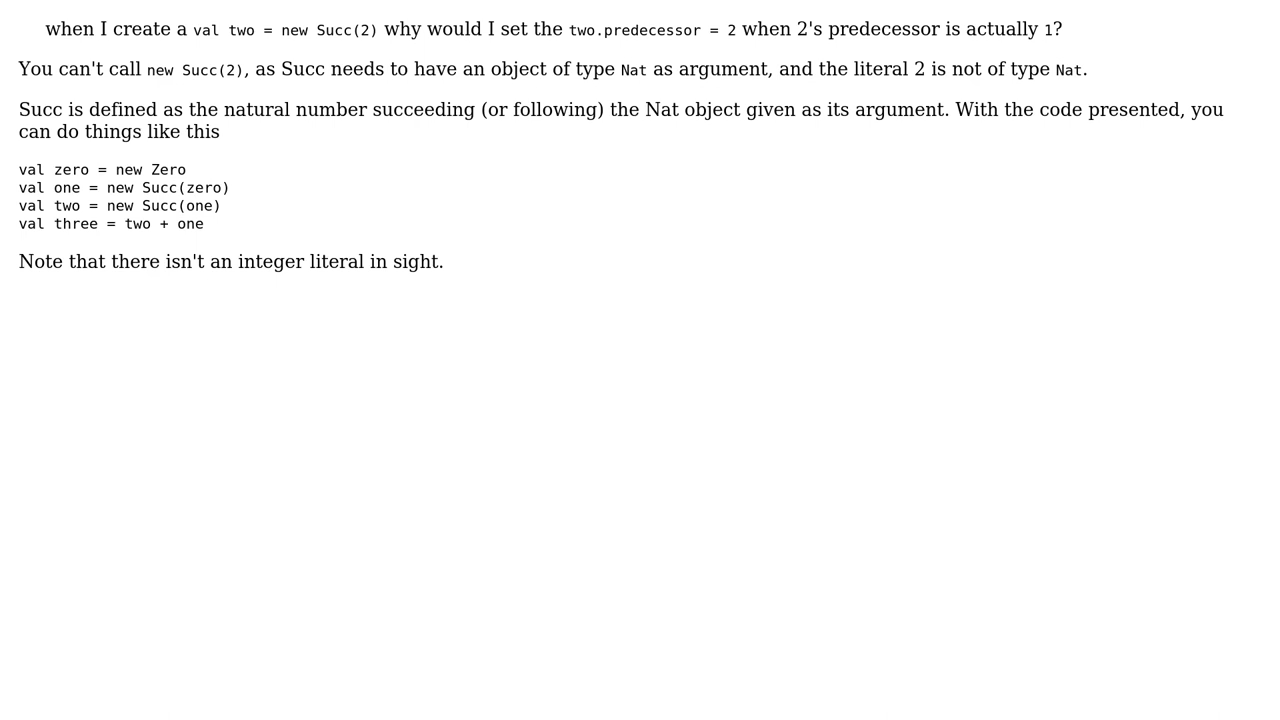 when I create a val two = new Succ(2) why would I set the two.predecessor = 2 when 2's predecessor is actually 1?
You can't call new Succ(2), as Succ needs to have an object of type Nat as argument, and the literal 2 is not of type Nat.
Succ is defined as the natural number succeeding (or following) the Nat object given as its argument. With the code presented, you
can do things like this
val zero = new Zero
val one = new Succ(zero)
val two = new Succ(one)
val three = two + one
Note that there isn't an integer literal in sight.